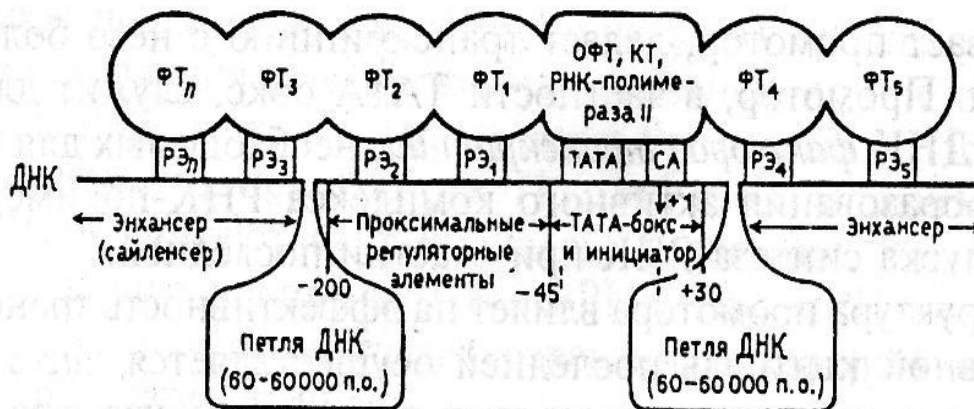 ФТn ФТ3 ФТ2 ФТ1 ОФТ, КТ, РНК-полиме-раза II ФТ4 ФТ5
РЭn РЭ3 РЭ2 РЭ1 ТАТА СА РЭ4 РЭ5
ДНК
+1
Энхансер
(сайленсер)
Проксимальные
регуляторные
элементы
ТАТА-бокс
и инициатор
Энхансер
-200 -45 +30
Петля ДНК
(60-60000 п.о.)
Петля ДНК
(60-60000 п.о.)